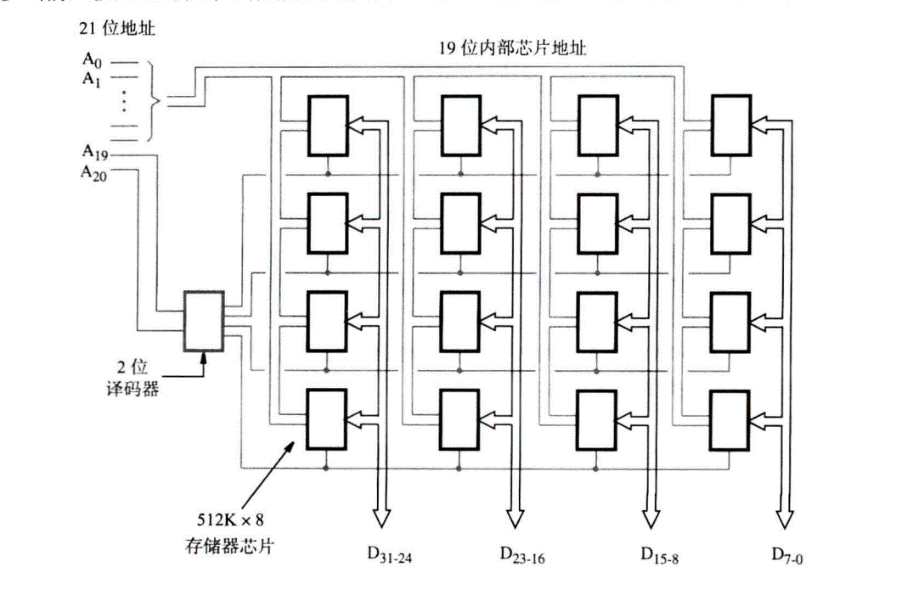 21 位地址
19 位内部芯片地址
A0
A1
A19
A20
2 位
译码器
512K × 8
存储器芯片
D31-24
D23-16
D15-8
D7-0